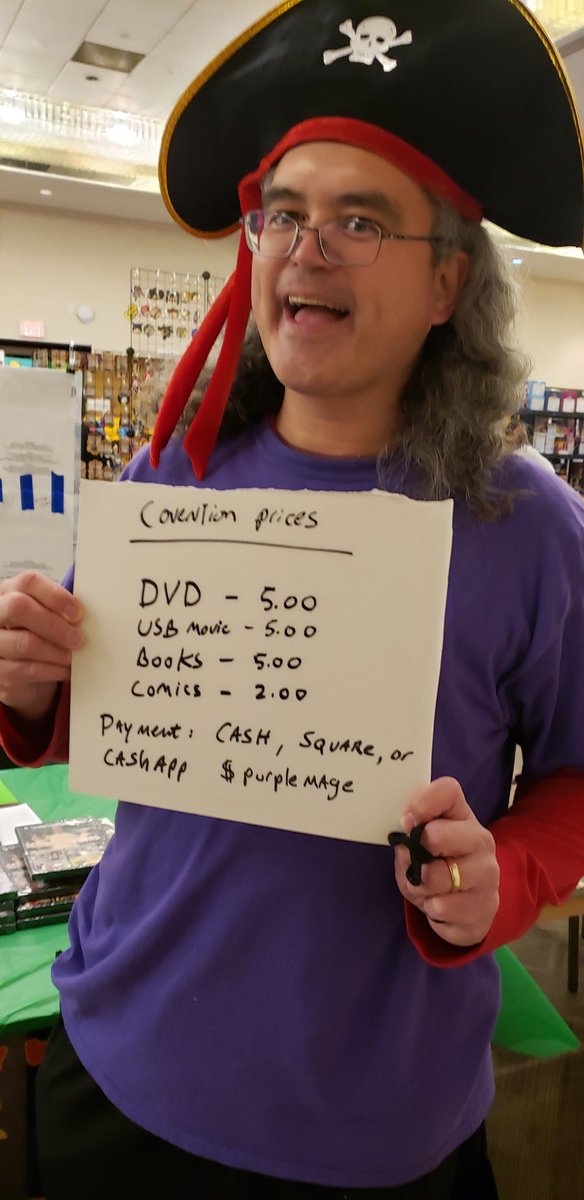 Covention prices
DVD - 5.00
USB Movie - 5.00
Books - 5.00
Comics - 2.00
Payment: CASH, SQUARE, or
CASHAPP $purpleMAge